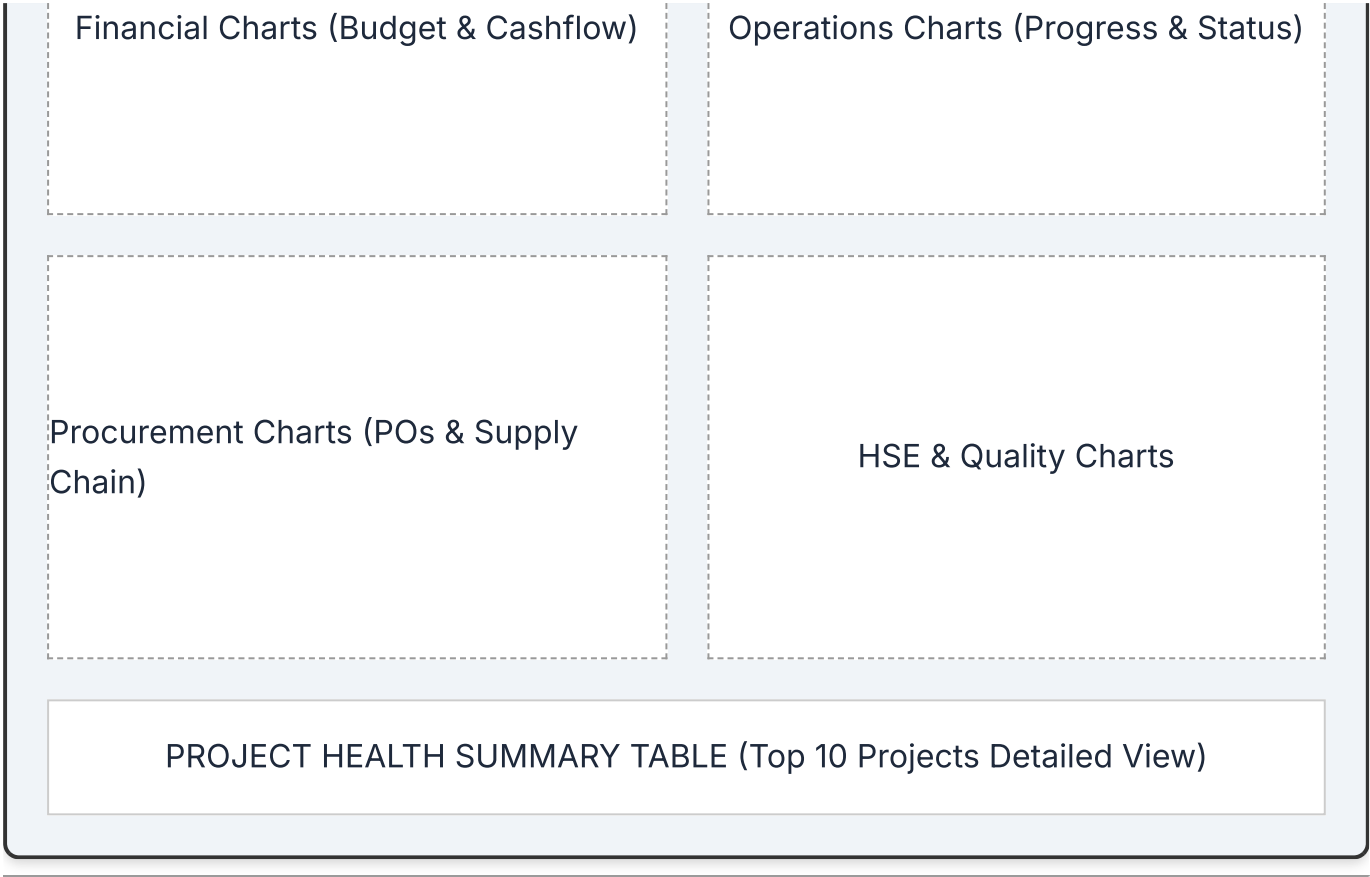 Financial Charts (Budget & Cashflow)
Operations Charts (Progress & Status)
Procurement Charts (POs & Supply
Chain)
HSE & Quality Charts
PROJECT HEALTH SUMMARY TABLE (Top 10 Projects Detailed View)